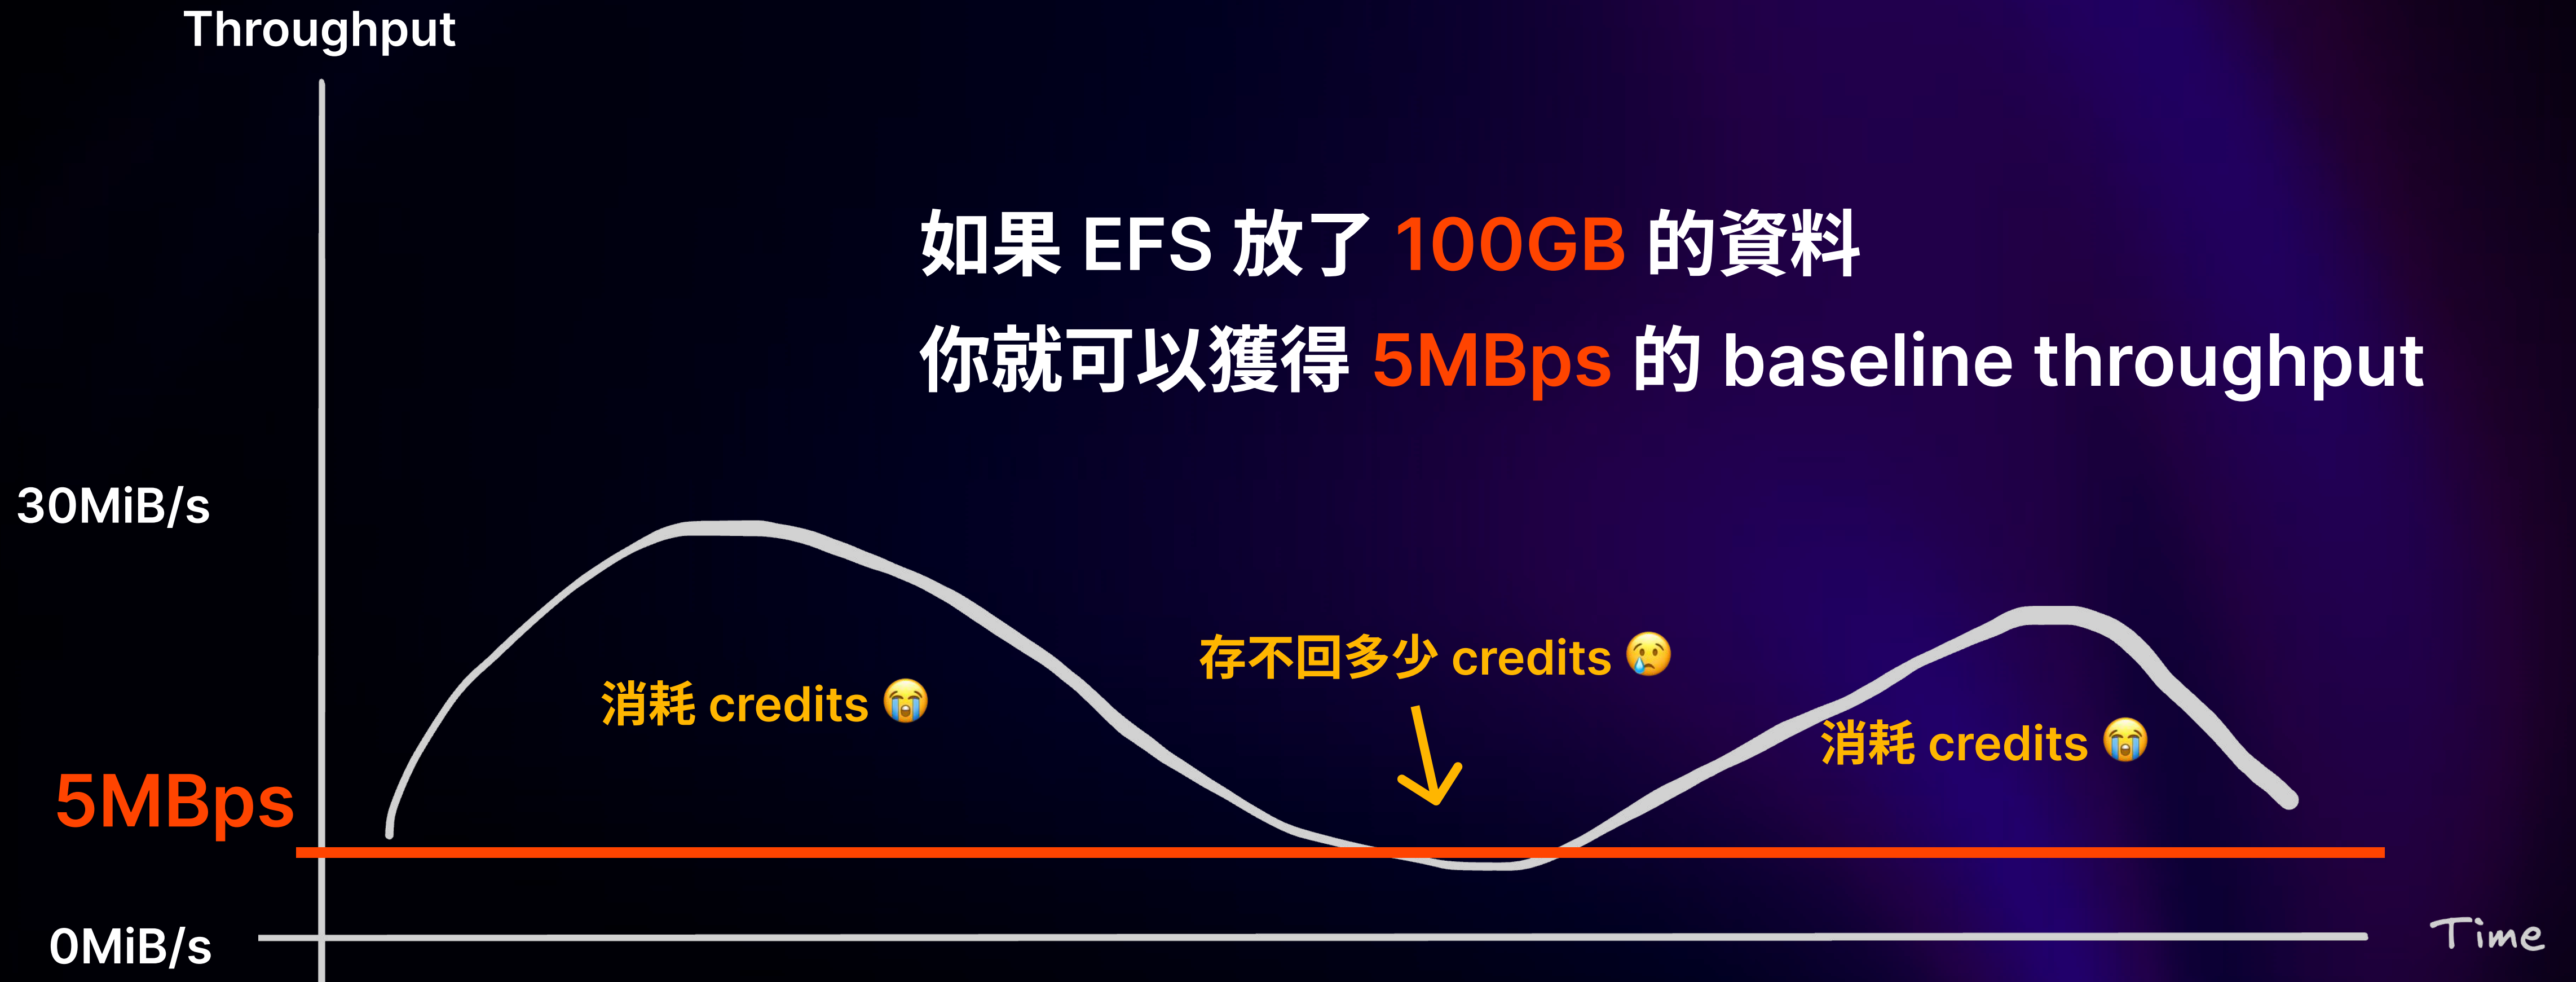 Throughput
如果 EFS 放了 100GB 的資料
你就可以獲得 5MBps 的 baseline throughput
30MiB/s
存不回多少 credits 😢
消耗 credits 😭
消耗 credits 😭
5MBps
0MiB/s
Time